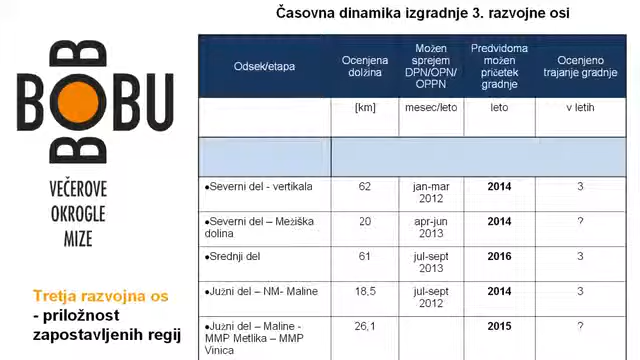 Časovna dinamika izgradnje 3. razvojne osi
BOBU
BOB
VEČEROVE
OKROGLE
MIZE
Tretja razvojna os
- priložnost
zapostavljenih regij
Odsek/etapa
Ocenjena
dolžina
Možen
sprejem
DPN/OPN/
OPPN
Predvidoma
možen
pričetek
gradnje
Ocenjeno
trajanje gradnje
[km]
mesec/leto
leto
v letih
•Severni del - vertikala
62
jan-mar
2012
2014
3
•Severni del – Mežiška
dolina
20
apr-jun
2013
2014
?
•Srednji del
61
jul-sept
2013
2016
3
•Južni del – NM- Maline
18,5
jul-sept
2012
2014
3
•Južni del – Maline -
MMP Metlika – MMP
Vinica
26,1
2015
?